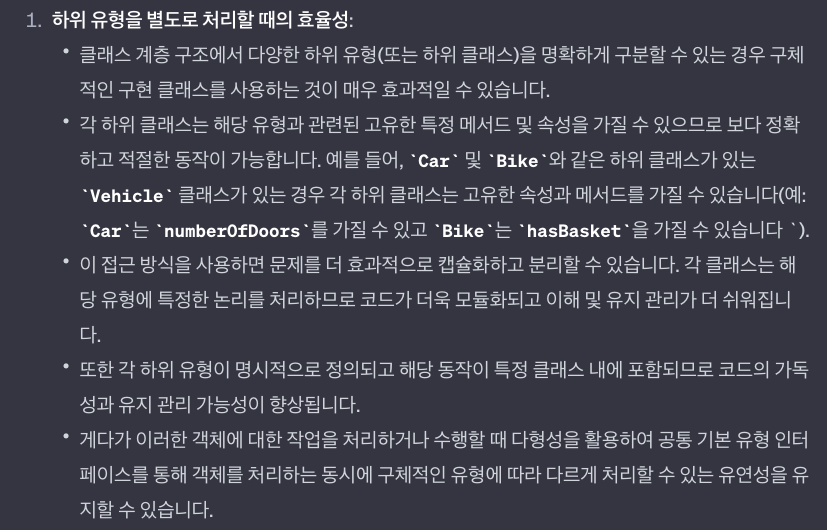 1. 하위 유형을 별도로 처리할 때의 효율성:
• 클래스 계층 구조에서 다양한 하위 유형(또는 하위 클래스)을 명확하게 구분할 수 있는 경우 구체
적인 구현 클래스를 사용하는 것이 매우 효과적일 수 있습니다.
• 각 하위 클래스는 해당 유형과 관련된 고유한 특정 메서드 및 속성을 가질 수 있으므로 보다 정확
하고 적절한 동작이 가능합니다. 예를 들어, `Car` 및 `Bike`와 같은 하위 클래스가 있는
`Vehicle` 클래스가 있는 경우 각 하위 클래스는 고유한 속성과 메서드를 가질 수 있습니다(예:
`Car`는 `numberOfDoors`를 가질 수 있고 `Bike`는 `hasBasket`을 가질 수 있습니다 `).
• 이 접근 방식을 사용하면 문제를 더 효과적으로 캡슐화하고 분리할 수 있습니다. 각 클래스는 해
당 유형에 특정한 논리를 처리하므로 코드가 더욱 모듈화되고 이해 및 유지 관리가 더 쉬워집니
다.
• 또한 각 하위 유형이 명시적으로 정의되고 해당 동작이 특정 클래스 내에 포함되므로 코드의 가독
성과 유지 관리 가능성이 향상됩니다.
• 게다가 이러한 객체에 대한 작업을 처리하거나 수행할 때 다형성을 활용하여 공통 기본 유형 인터
페이스를 통해 객체를 처리하는 동시에 구체적인 유형에 따라 다르게 처리할 수 있는 유연성을 유
지할 수 있습니다.